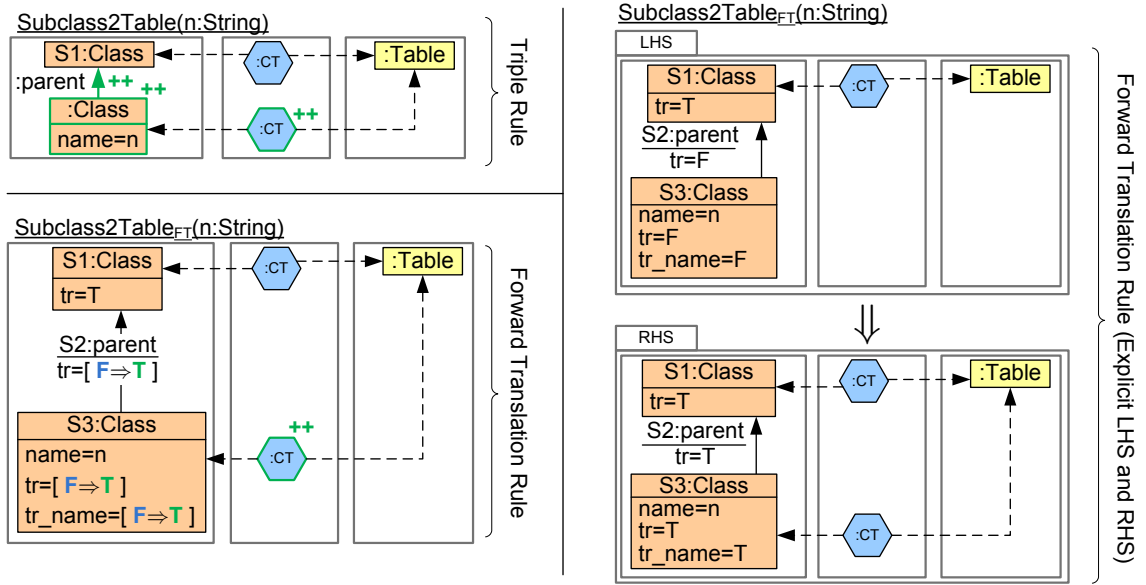 Subclass2Table(n:String)
S1:Class
:CT
:Table
:parent
++
++
:Class
name=n
:CT
++
Triple Rule
Subclass2TableFT(n:String)
S1:Class
tr=T
:CT
:Table
S2:parent
tr=[ F⇒T ]
S3:Class
name=n
tr=[ F⇒T ]
tr_name=[ F⇒T ]
:CT
++
Forward Translation Rule
Subclass2TableFT(n:String)
LHS
S1:Class
tr=T
:CT
:Table
S2:parent
tr=F
S3:Class
name=n
tr=F
tr_name=F
⇓
RHS
S1:Class
tr=T
:CT
:Table
S2:parent
tr=T
S3:Class
name=n
tr=T
tr_name=T
:CT
Forward Translation Rule (Explicit LHS and RHS)